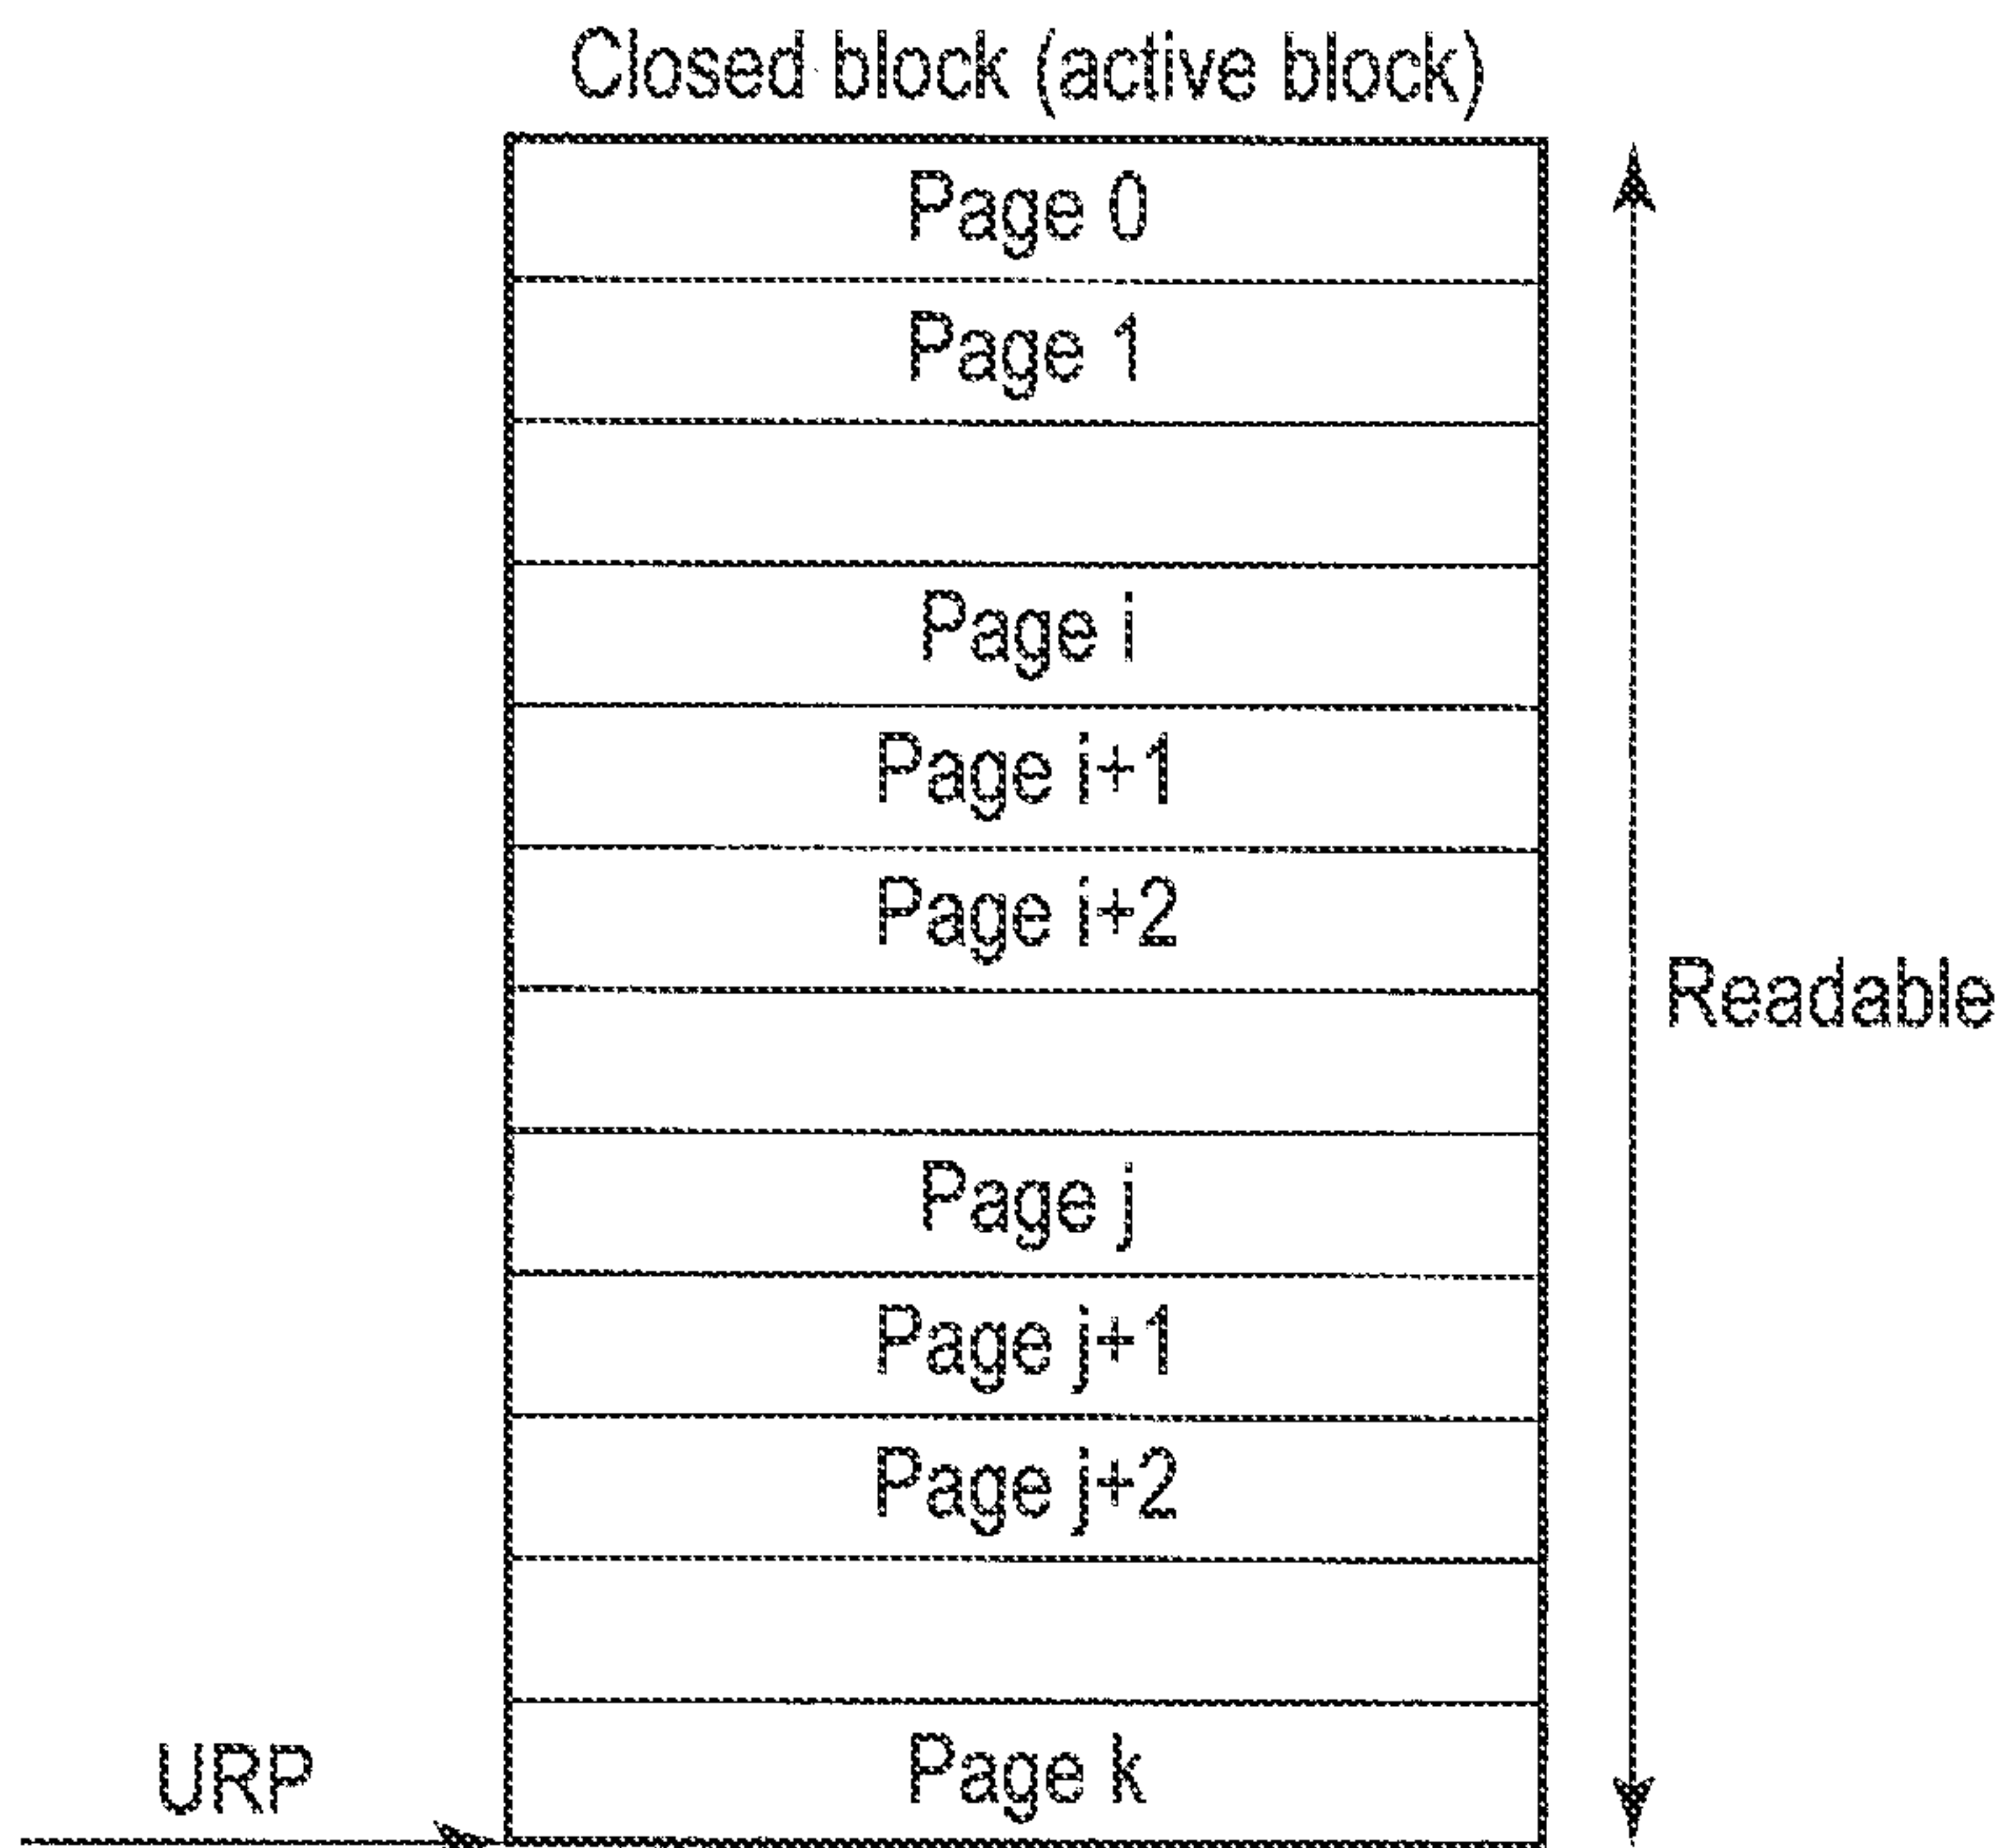 Closed block (active block)
Page 0
Page 1
Page i
Page i+1
Page i+2
Readable
Page j
Page j+1
Page j+2
URP
Page k